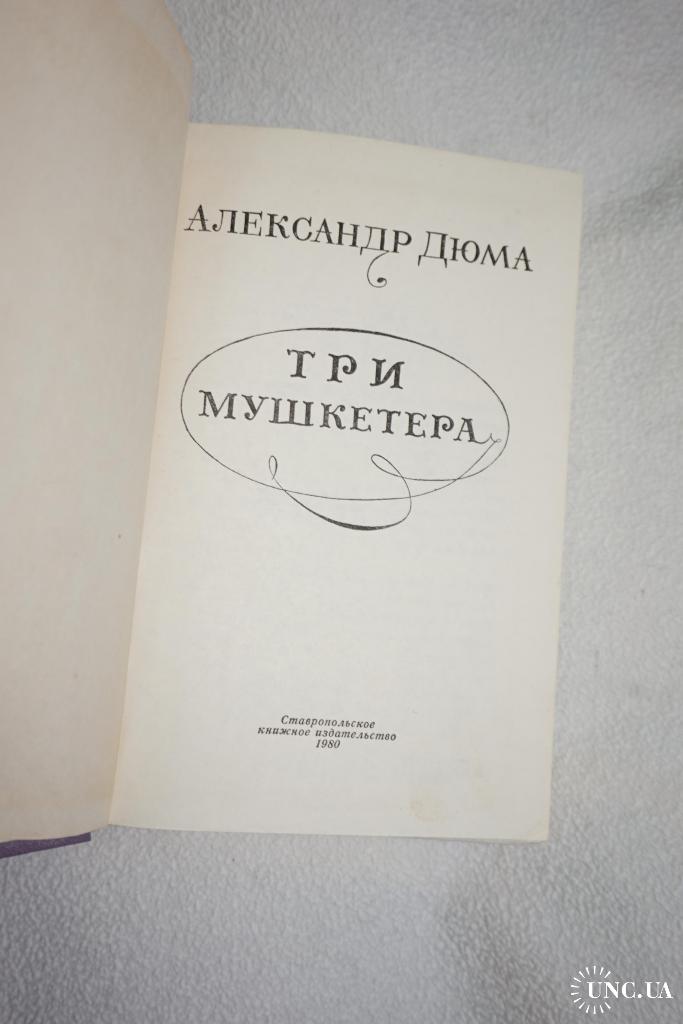 АЛЕКСАНДР ДЮМА
ТРИ
МУШКЕТЕРА
Ставропольское
книжное издательство
1980
UNC.UA